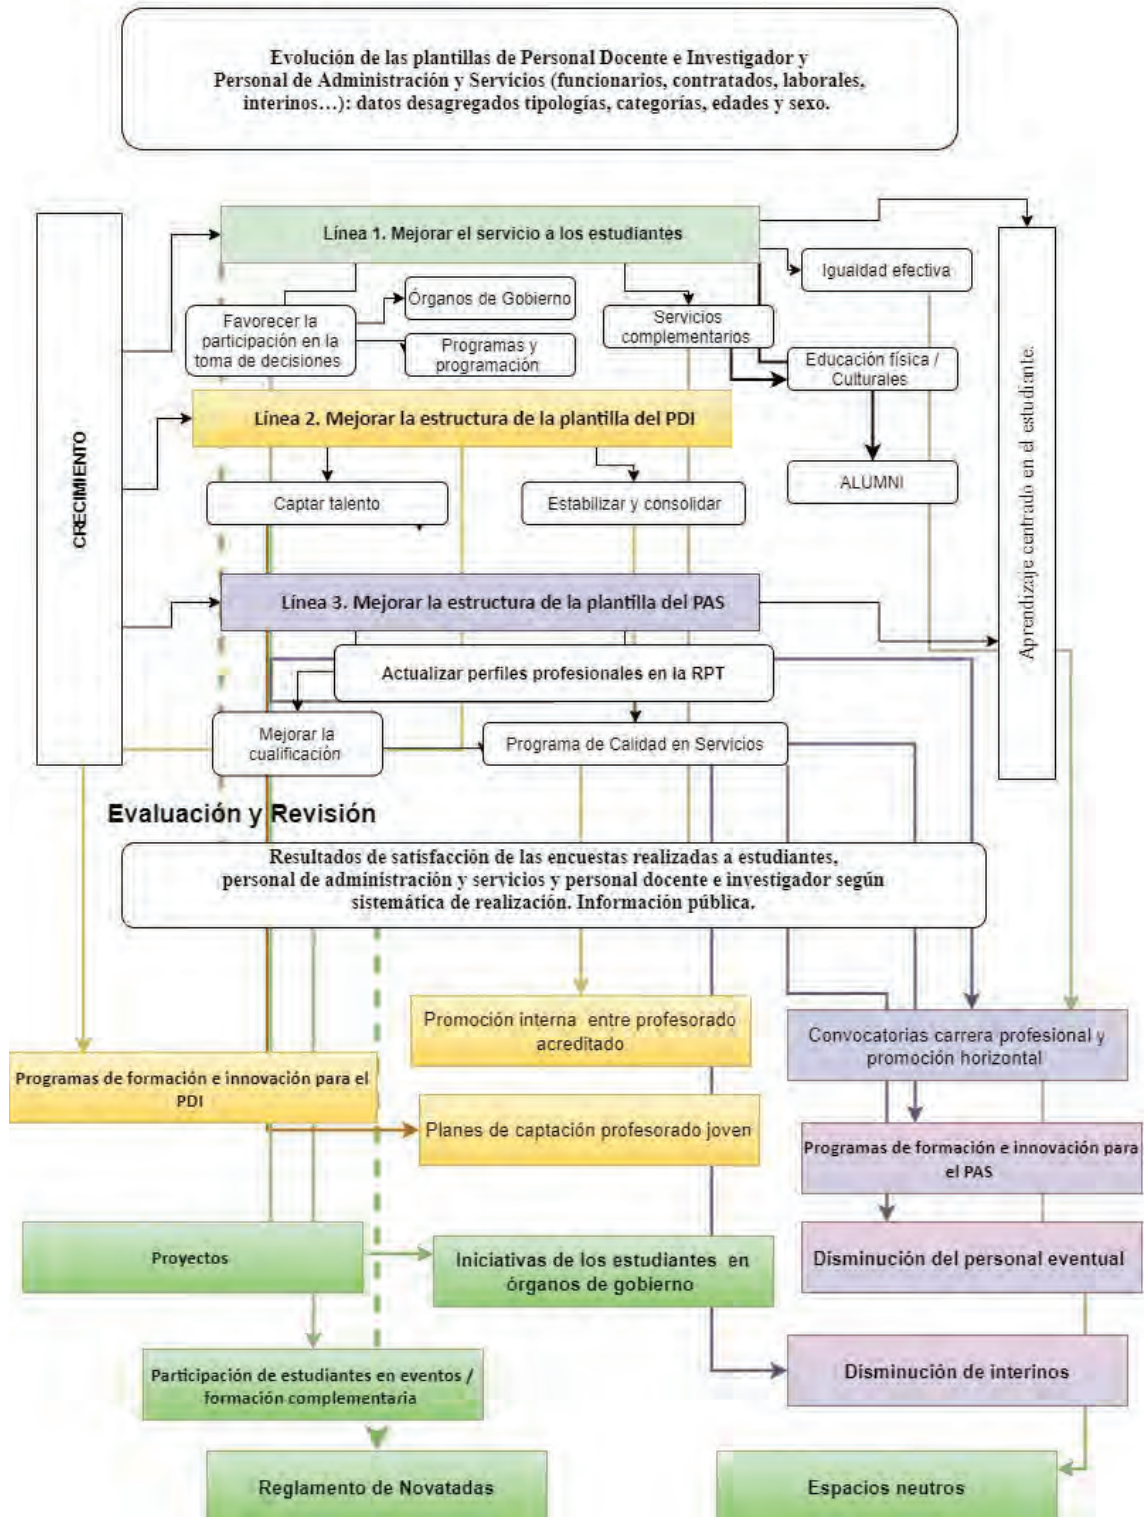 Evolución de las plantillas de Personal Docente e Investigador y
Personal de Administración y Servicios (funcionarios, contratados, laborales,
interinos…): datos desagregados tipologías, categorías, edades y sexo.
CRECIMIENTO
Línea 1. Mejorar el servicio a los estudiantes
Igualdad efectiva
Órganos de Gobierno
Favorecer la
participación en la
toma de decisiones
Programas y
programación
Servicios
complementarios
Educación física /
Culturales
ALUMNI
Aprendizaje centrado en el estudiante.
Línea 2. Mejorar la estructura de la plantilla del PDI
Captar talento
Estabilizar y consolidar
Línea 3. Mejorar la estructura de la plantilla del PAS
Actualizar perfiles profesionales en la RPT
Mejorar la
cualificación
Programa de Calidad en Servicios
Evaluación y Revisión
Resultados de satisfacción de las encuestas realizadas a estudiantes,
personal de administración y servicios y personal docente e investigador según
sistemática de realización. Información pública.
Promoción interna entre profesorado
acreditado
Convocatorias carrera profesional y
promoción horizontal
Programas de formación e innovación para el
PDI
Planes de captación profesorado joven
Programas de formación e innovación para
el PAS
Proyectos
Iniciativas de los estudiantes en
órganos de gobierno
Disminución del personal eventual
Participación de estudiantes en eventos /
formación complementaria
Disminución de interinos
Reglamento de Novatadas
Espacios neutros